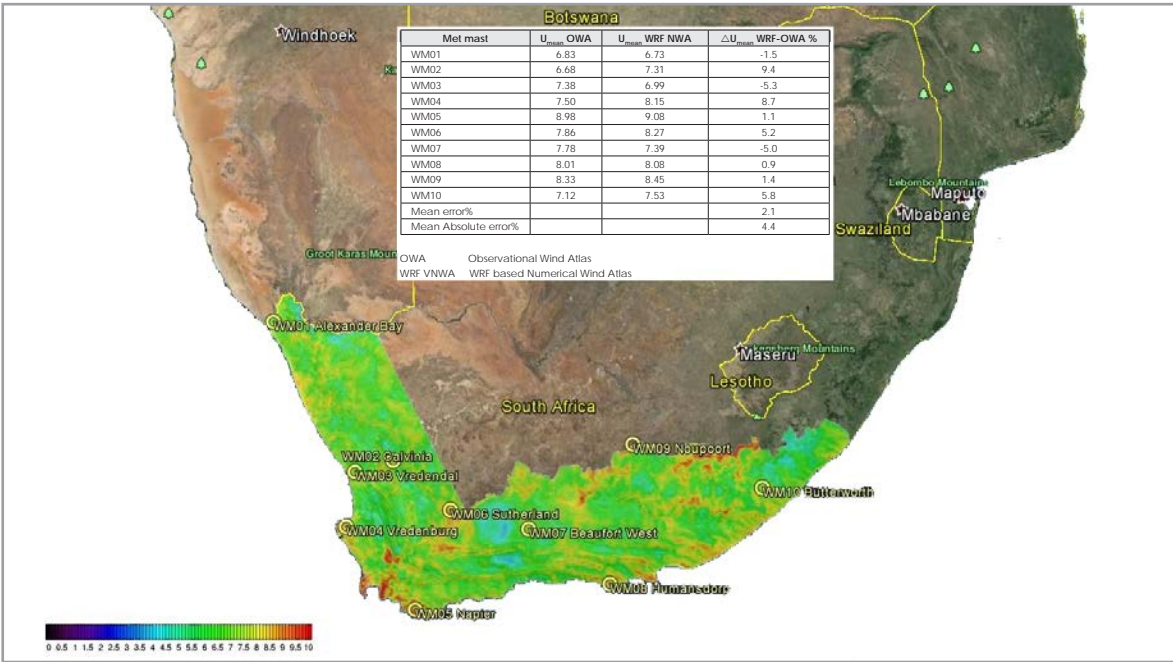 Botswana
Windhoek
Met mast U mean OWA U mean WRF NWA △U mean WRF-OWA %
WM01 6.83 6.73 -1.5
WM02 6.68 7.31 9.4
WM03 7.38 6.99 -5.3
WM04 7.50 8.15 8.7
WM05 8.98 9.08 1.1
WM06 7.86 8.27 5.2
WM07 7.78 7.39 -5.0
WM08 8.01 8.08 0.9
WM09 8.33 8.45 1.4
WM10 7.12 7.53 5.8
Mean error% 2.1
Mean Absolute error% 4.4
OWA Observational Wind Atlas
WRF VNWA WRF based Numerical Wind Atlas
Lebombo Mountains
Maputo
Mbabane
Swaziland
Groot Karas Moun
WM01 Alexander Bay
Mountains
Maseru
Lesotho
South Africa
WM09 Noupoort
WM02 Calvinia
WM03 Vredendal
WM10 Butterworth
WM06 Sutherland
WM04 Vredenburg
WM07 Beaufort West
WM08 Humansdorp
WM05 Napier
0 0.5 1 1.5 2 2.5 3 3.5 4 4.5 5 5.5 6 6.5 7 7.5 8 8.5 9 9.5 10